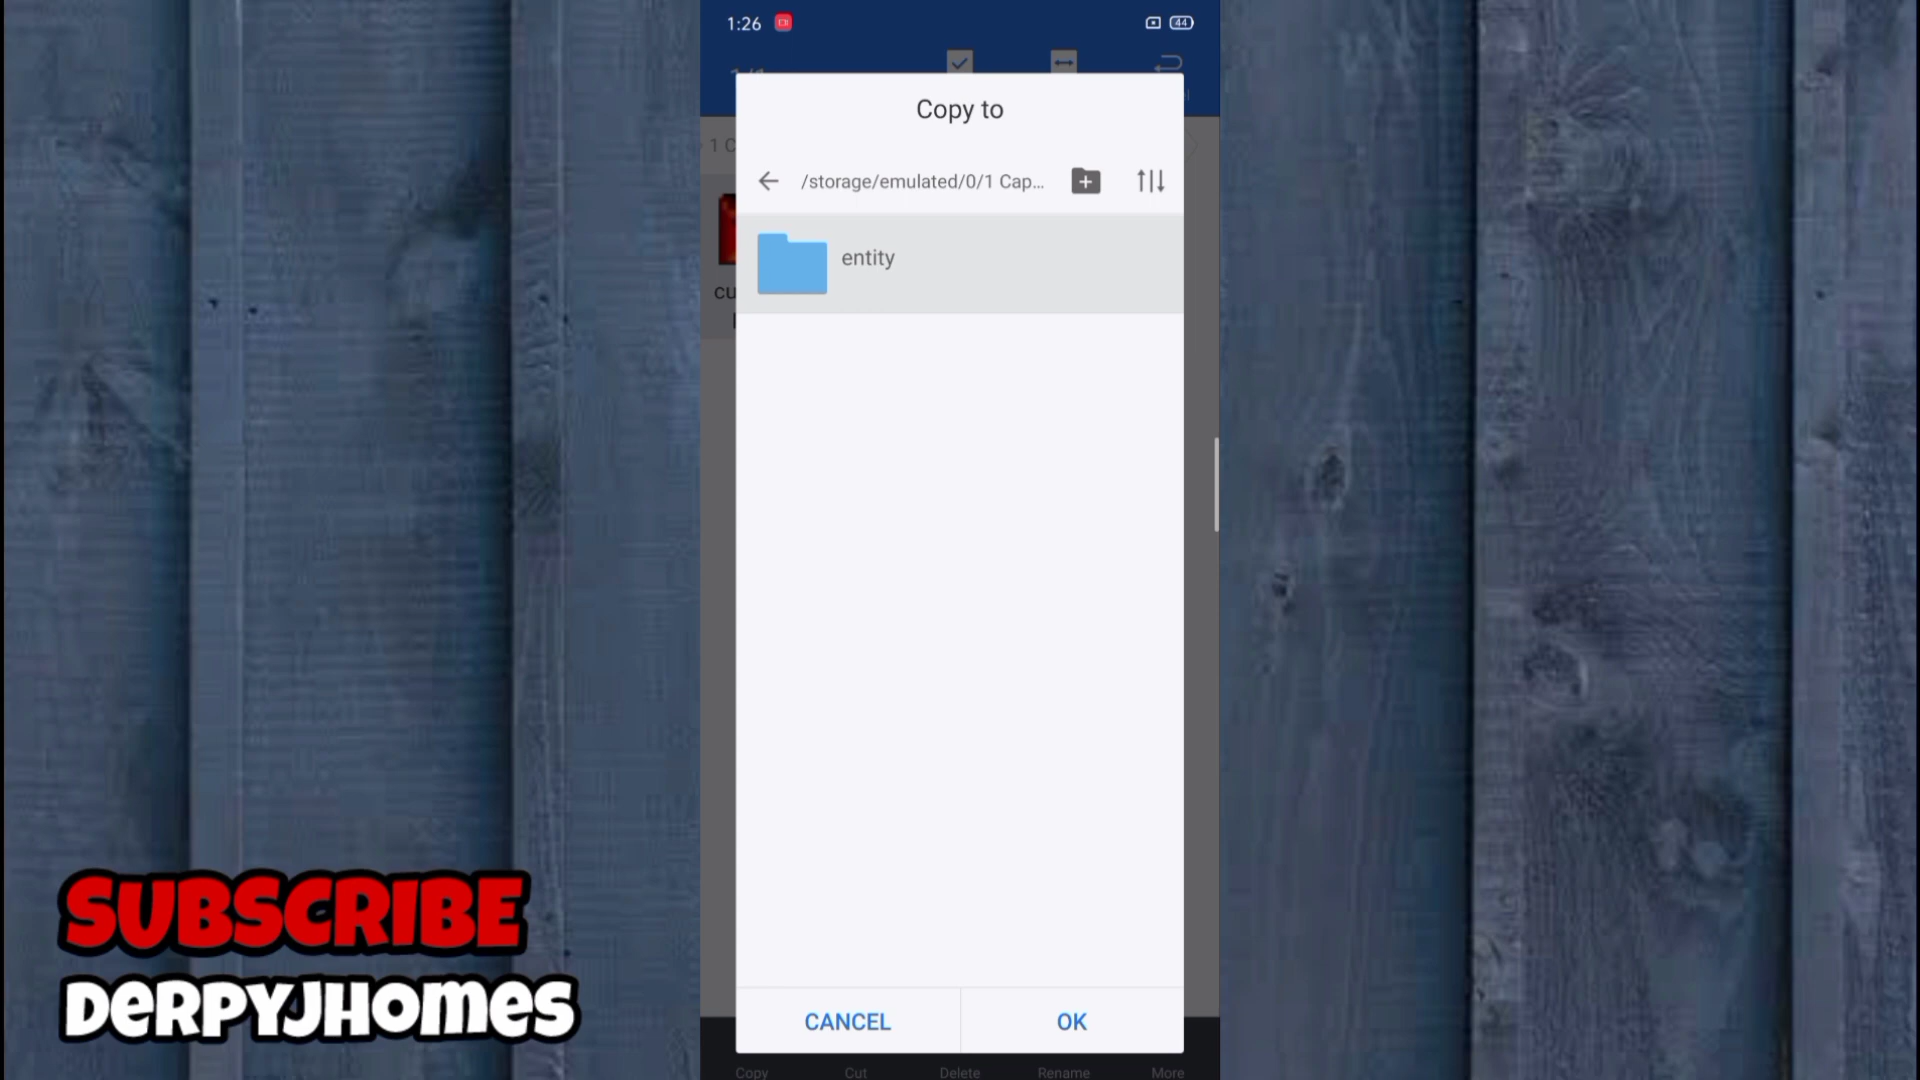 1:26
44
Copy to
/storage/emulated/0/1 Cap...
entity
CANCEL
OK
Copy
Cut
Delete
Rename
More
SUBSCRIBE
DERPYJHOMES